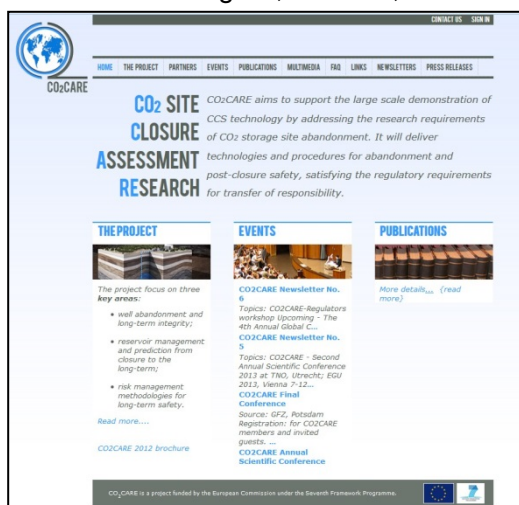 CONTACT US SIGN IN
CO2CARE
HOME THE PROJECT PARTNERS EVENTS PUBLICATIONS MULTIMEDIA FAQ LINKS NEWSLETTERS PRESS RELEASES
CO2 SITE
CLOSURE
ASSESSMENT
RESEARCH
CO2CARE aims to support the large scale demonstration of
CCS technology by addressing the research requirements
of CO2 storage site abandonment. It will deliver
technologies and procedures for abandonment and
post-closure safety, satisfying the regulatory requirements
for transfer of responsibility.
THE PROJECT
The project focus on three
key areas:
• well abandonment and
long-term integrity;
• reservoir management
and prediction from
closure to the
long-term;
• risk management
methodologies for
long-term safety.
Read more....
CO2CARE 2012 brochure
EVENTS
CO2CARE Newsletter No.
6
Topics: CO2CARE-Regulators
workshop Upcoming - The
4th Annual Global C...
CO2CARE Newsletter No.
5
Topics: CO2CARE - Second
Annual Scientific Conference
2013 at TNO, Utrecht; EGU
2013, Vienna 7-12...
CO2CARE Final
Conference
Source: GFZ, Potsdam
Registration: for CO2CARE
members and invited
guests. ...
CO2CARE Annual
Scientific Conference
PUBLICATIONS
More details... (read
more)
CO2CARE is a project funded by the European Commission under the Seventh Framework Programme.